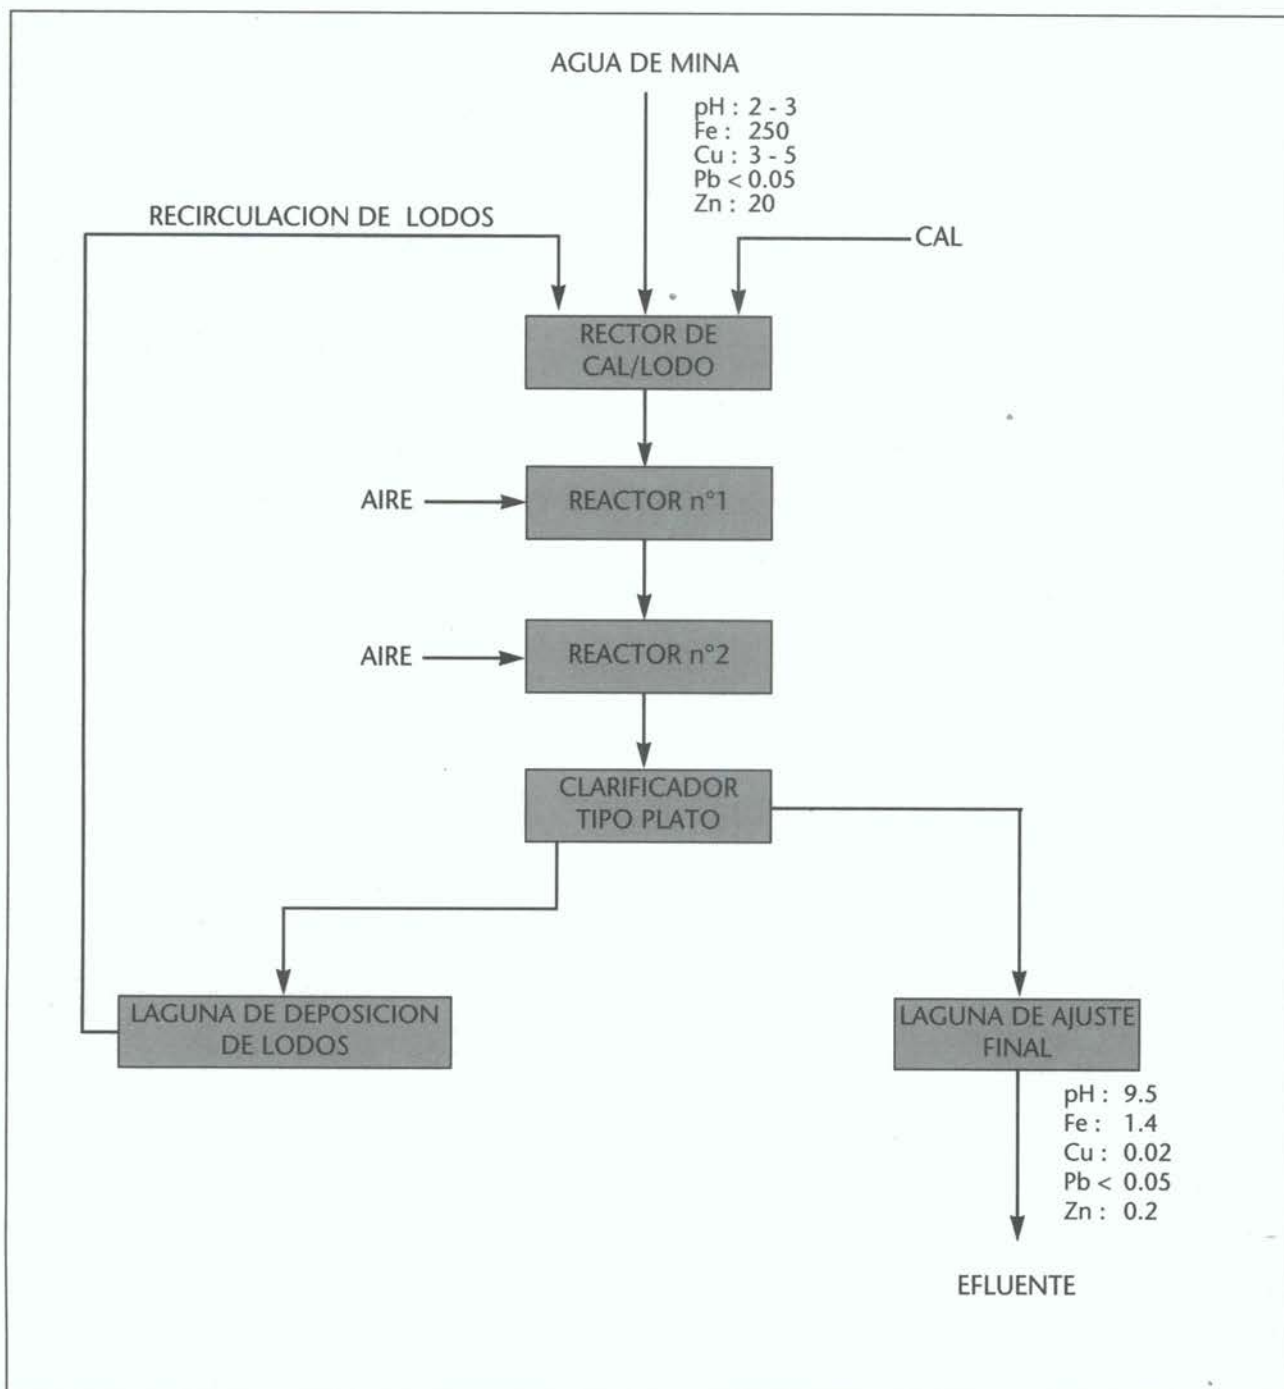 AGUA DE MINA
pH : 2 - 3
Fe : 250
Cu : 3 - 5
Pb < 0.05
Zn : 20
RECIRCULACION DE LODOS
CAL
RECTOR DE
CAL/LODO
AIRE
REACTOR n°1
AIRE
REACTOR n°2
CLARIFICADOR
TIPO PLATO
LAGUNA DE DEPOSICION
DE LODOS
LAGUNA DE AJUSTE
FINAL
pH : 9.5
Fe : 1.4
Cu : 0.02
Pb < 0.05
Zn : 0.2
EFLUENTE